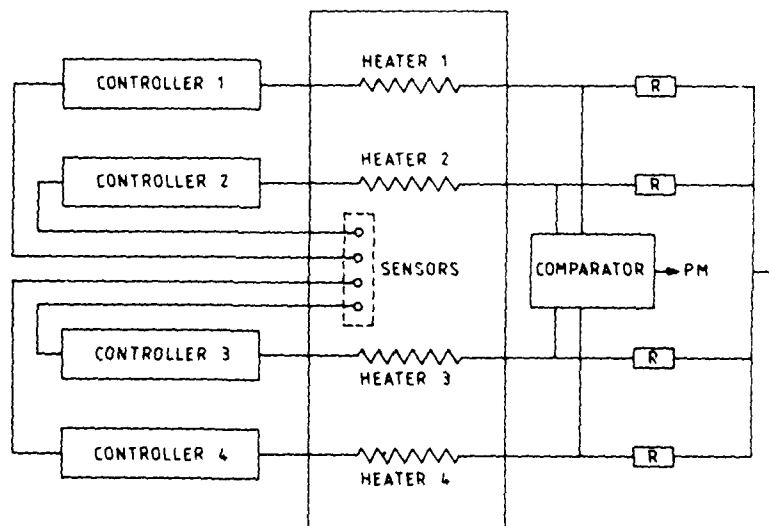 HEATER 1
CONTROLLER 1
R
HEATER 2
CONTROLLER 2
R
SENSORS
COMPARATOR
PM
CONTROLLER 3
HEATER 3
R
CONTROLLER 4
HEATER 4
R